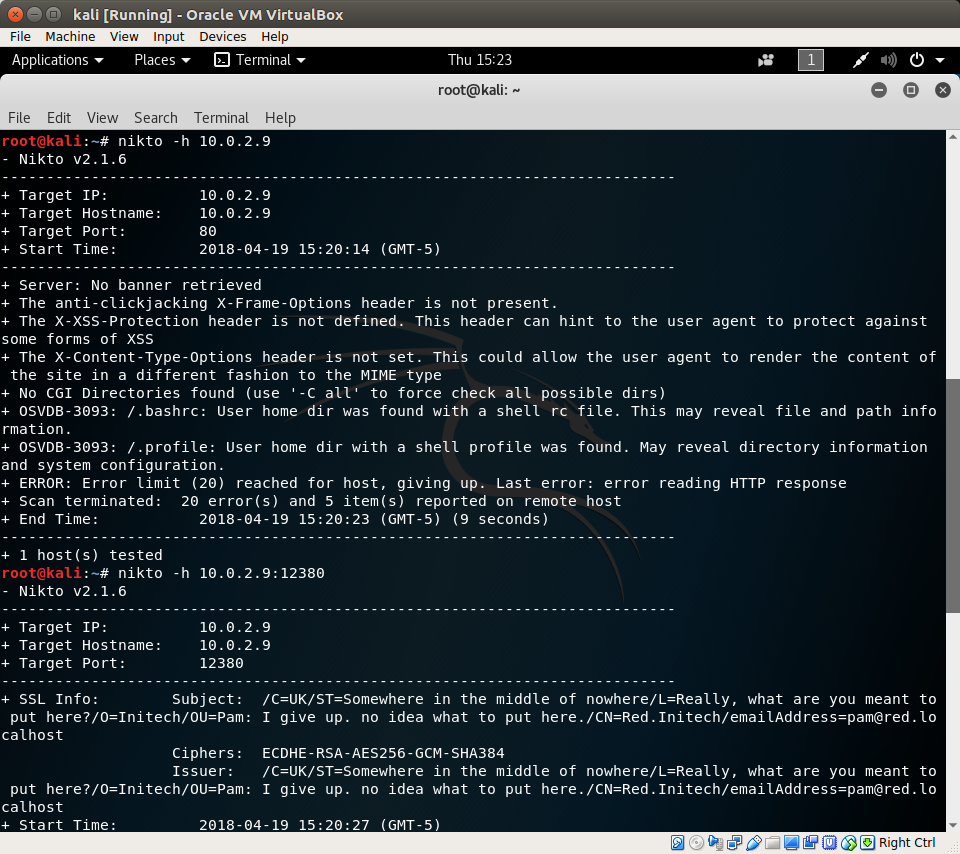 kali [Running] - Oracle VM VirtualBox
File Machine View Input Devices Help
Applications Places Terminal Thu 15:23 1
root@kali: ~
File Edit View Search Terminal Help
root@kali:~# nikto -h 10.0.2.9
- Nikto v2.1.6
---------------------------------------------------------------------------
+ Target IP:          10.0.2.9
+ Target Hostname:    10.0.2.9
+ Target Port:        80
+ Start Time:         2018-04-19 15:20:14 (GMT-5)
---------------------------------------------------------------------------
+ Server: No banner retrieved
+ The anti-clickjacking X-Frame-Options header is not present.
+ The X-XSS-Protection header is not defined. This header can hint to the user agent to protect against
some forms of XSS
+ The X-Content-Type-Options header is not set. This could allow the user agent to render the content of
 the site in a different fashion to the MIME type
+ No CGI Directories found (use '-C all' to force check all possible dirs)
+ OSVDB-3093: /.bashrc: User home dir was found with a shell rc file. This may reveal file and path info
rmation.
+ OSVDB-3093: /.profile: User home dir with a shell profile was found. May reveal directory information
and system configuration.
+ ERROR: Error limit (20) reached for host, giving up. Last error: error reading HTTP response
+ Scan terminated:  20 error(s) and 5 item(s) reported on remote host
+ End Time:           2018-04-19 15:20:23 (GMT-5) (9 seconds)
---------------------------------------------------------------------------
+ 1 host(s) tested
root@kali:~# nikto -h 10.0.2.9:12380
- Nikto v2.1.6
---------------------------------------------------------------------------
+ Target IP:          10.0.2.9
+ Target Hostname:    10.0.2.9
+ Target Port:        12380
---------------------------------------------------------------------------
+ SSL Info:        Subject:  /C=UK/ST=Somewhere in the middle of nowhere/L=Really, what are you meant to
 put here?/O=Initech/OU=Pam: I give up. no idea what to put here./CN=Red.Initech/emailAddress=pam@red.lo
calhost
                   Ciphers:  ECDHE-RSA-AES256-GCM-SHA384
                   Issuer:   /C=UK/ST=Somewhere in the middle of nowhere/L=Really, what are you meant to
 put here?/O=Initech/OU=Pam: I give up. no idea what to put here./CN=Red.Initech/emailAddress=pam@red.lo
calhost
+ Start Time:         2018-04-19 15:20:27 (GMT-5)
Right Ctrl